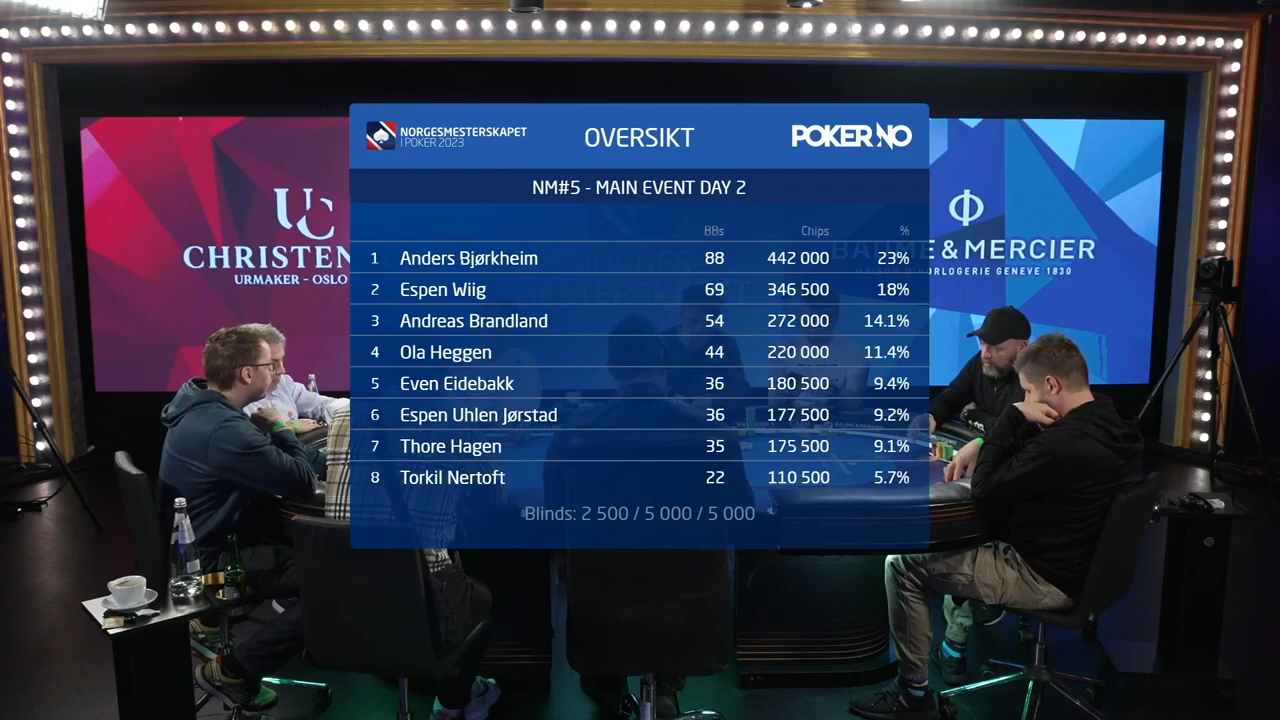 NORGESMESTERSKAPET
I POKER 2023
OVERSIKT
POKER NO
NM#5 - MAIN EVENT DAY 2
BBs Chips %
1 Anders Bjørkheim 88 442 000 23%
2 Espen Wiig 69 346 500 18%
3 Andreas Brandland 54 272 000 14.1%
4 Ola Heggen 44 220 000 11.4%
5 Even Eidebakk 36 180 500 9.4%
6 Espen Uhlen Jørstad 36 177 500 9.2%
7 Thore Hagen 35 175 500 9.1%
8 Torkil Nertoft 22 110 500 5.7%
Blinds: 2 500 / 5 000 / 5 000
UC
CHRISTEN
URMAKER - OSLO
Φ
BAUME & MERCIER
MAISON D'HORLOGERIE GENEVE 1830